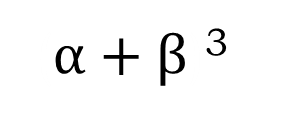 α + β ³